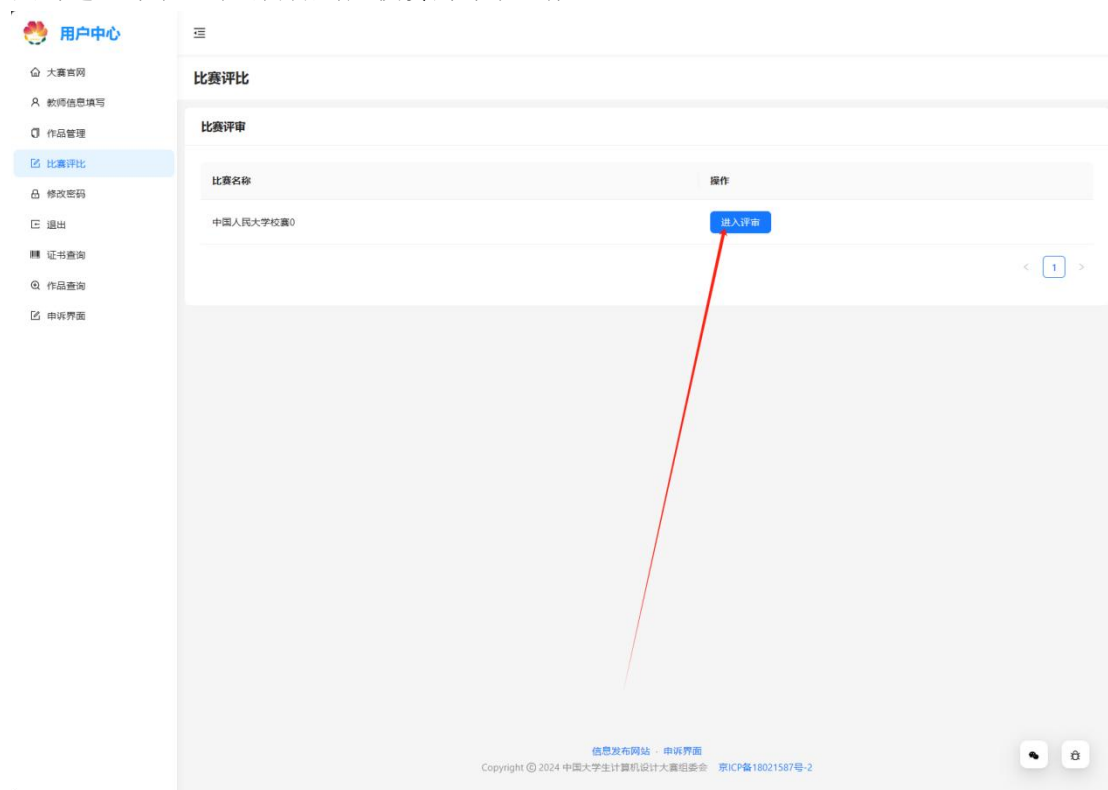 用户中心
大赛官网
教师信息填写
作品管理
比赛评比
修改密码
退出
证书查询
作品查询
申诉界面
比赛评比
比赛评审
比赛名称 操作
中国人民大学校赛0 进入评审
< 1 >
信息发布网站 · 申诉界面
Copyright © 2024 中国大学生计算机设计大赛组委会 京ICP备18021587号-2